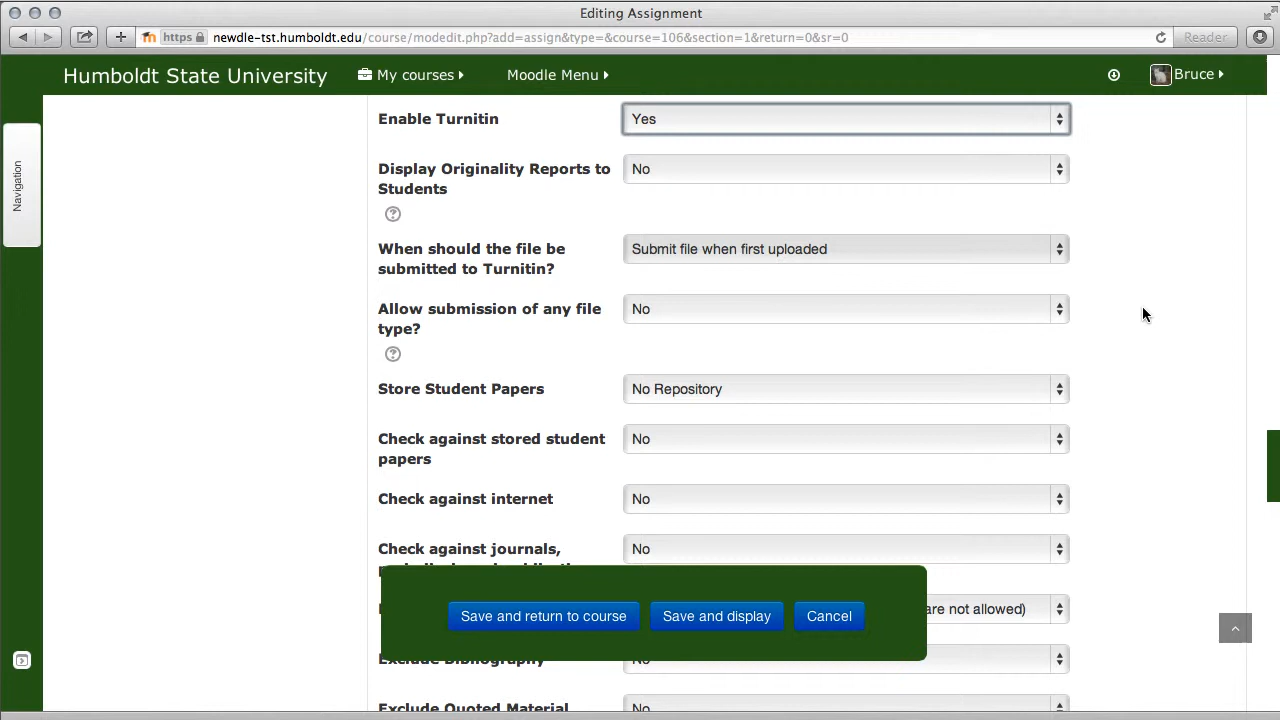 Editing Assignment
https newdle-tst.humboldt.edu/course/modedit.php?add=assign&type=&course=106&section=1&return=0&sr=0 Reader
Humboldt State University My courses Moodle Menu Bruce
Navigation
Enable Turnitin Yes
Display Originality Reports to No
Students
When should the file be Submit file when first uploaded
submitted to Turnitin?
Allow submission of any file No
type?
Store Student Papers No Repository
Check against stored student No
papers
Check against internet No
Check against journals, No
are not allowed)
Save and return to course Save and display Cancel
Exclude Bibliography No
Exclude Quoted Material No